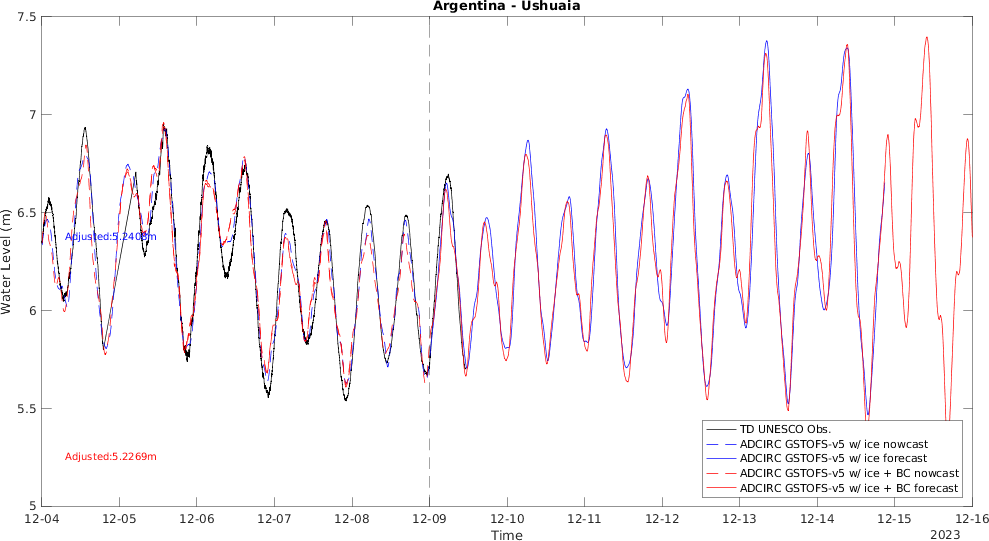 Argentina - Ushuaia
Water Level (m)
7.5
7
6.5
6
5.5
5
Adjusted:5.2408m
Adjusted:5.2269m
TD UNESCO Obs.
ADCIRC GSTOFS-v5 w/ ice nowcast
ADCIRC GSTOFS-v5 w/ ice forecast
ADCIRC GSTOFS-v5 w/ ice + BC nowcast
ADCIRC GSTOFS-v5 w/ ice + BC forecast
12-04 12-05 12-06 12-07 12-08 12-09 12-10 12-11 12-12 12-13 12-14 12-15 12-16
Time
2023